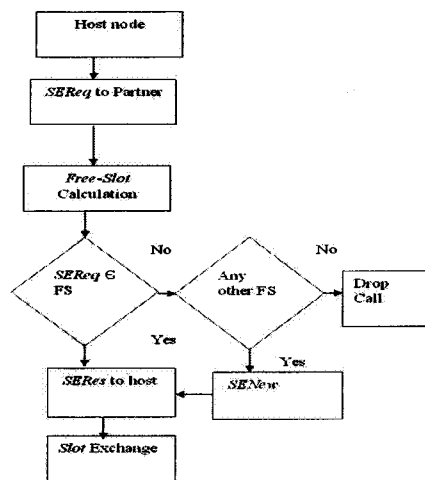 Host node
SEReq to Partner
Free-Slot
Calculation
No
No
SEReq ∈
FS
Any
other FS
Drop
Call
Yes
Yes
SERes to host
SENew
Slot Exchange